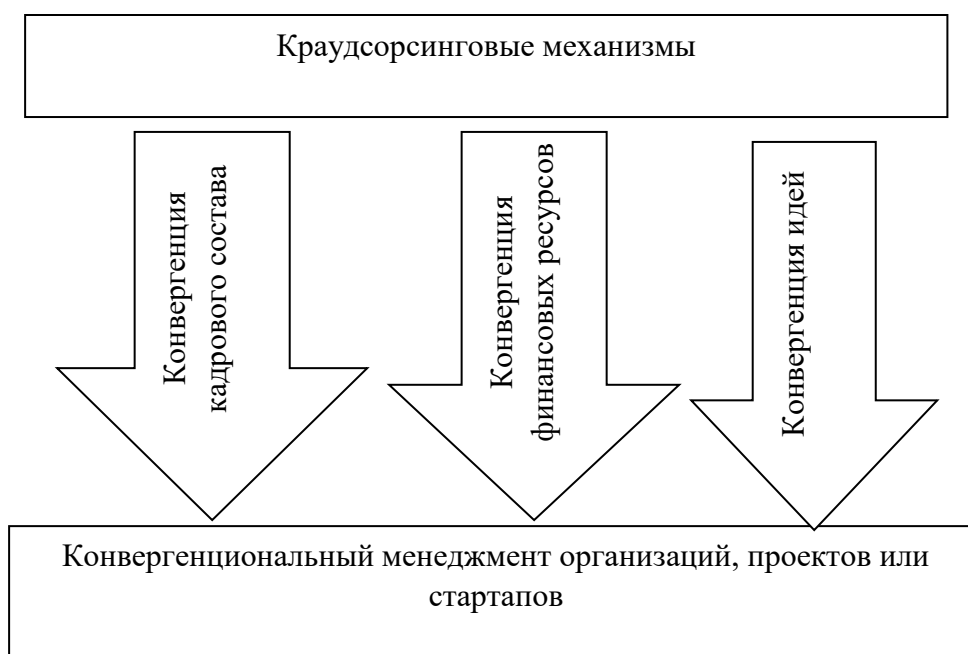 Краудсорсинговые механизмы
Конвергенция
кадрового состава
Конвергенция
финансовых ресурсов
Конвергенция идей
Конвергенциональный менеджмент организаций, проектов или
стартапов